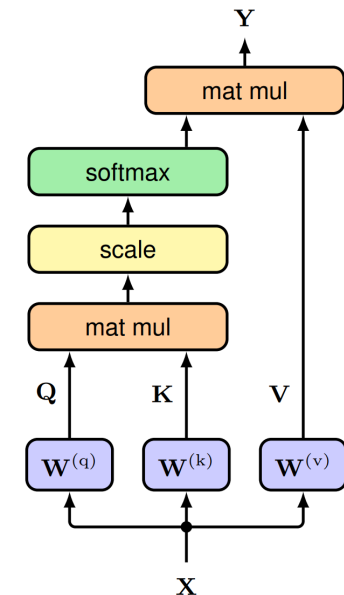 Y
mat mul
softmax
scale
mat mul
Q K V
W^(q) W^(k) W^(v)
X